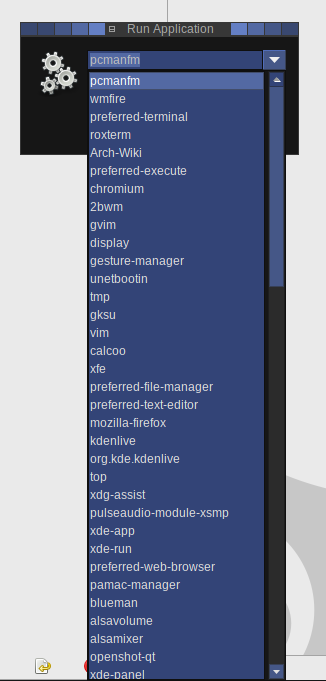 Run Application
pcmanfm
pcmanfm
wmfire
preferred-terminal
roxterm
Arch-Wiki
preferred-execute
chromium
2bwm
gvim
display
gesture-manager
unetbootin
tmp
gksu
vim
calcoo
xfe
preferred-file-manager
preferred-text-editor
mozilla-firefox
kdenlive
org.kde.kdenlive
top
xdg-assist
pulseaudio-module-xsmp
xde-app
xde-run
preferred-web-browser
pamac-manager
blueman
alsavolume
alsamixer
openshot-qt
xde-panel